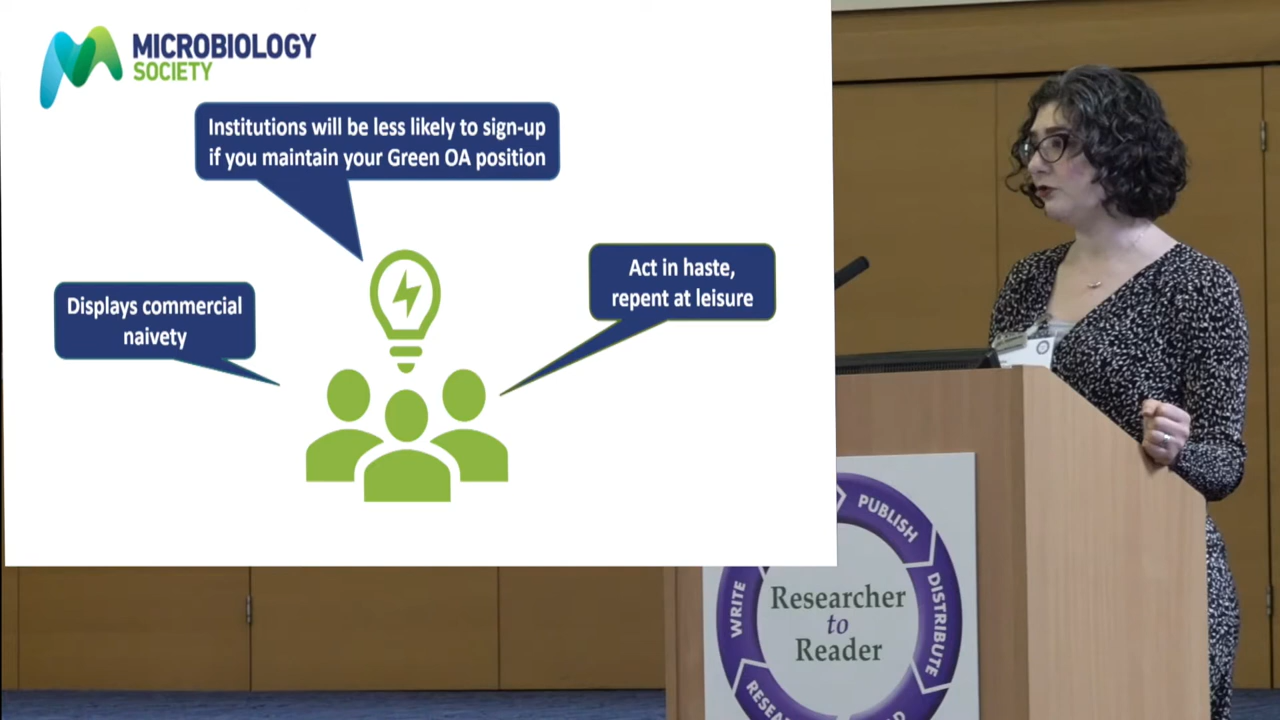 MICROBIOLOGY
SOCIETY
Institutions will be less likely to sign-up
if you maintain your Green OA position
Displays commercial
naivety
Act in haste,
repent at leisure
PUBLISH
DISTRIBUTE
WRITE
Researcher
to
Reader